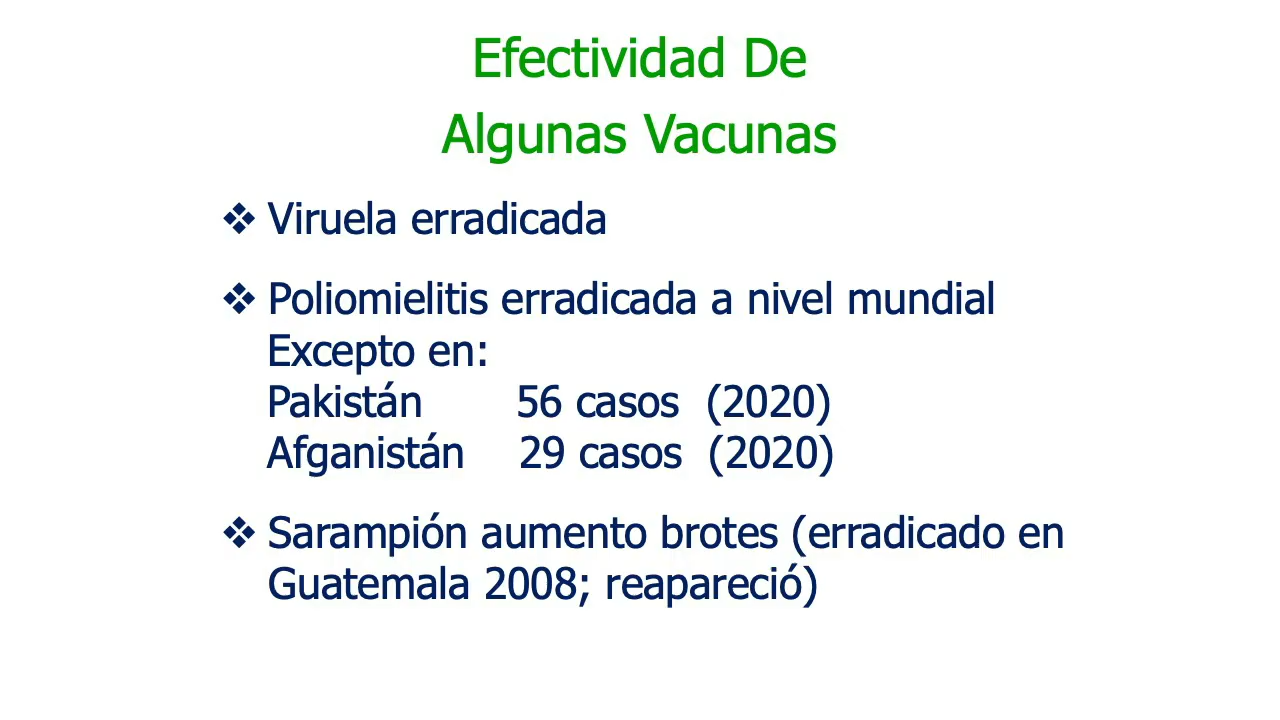 Efectividad De
Algunas Vacunas
❖ Viruela erradicada
❖ Poliomielitis erradicada a nivel mundial
Excepto en:
Pakistán 56 casos (2020)
Afganistán 29 casos (2020)
❖ Sarampión aumento brotes (erradicado en
Guatemala 2008; reapareció)